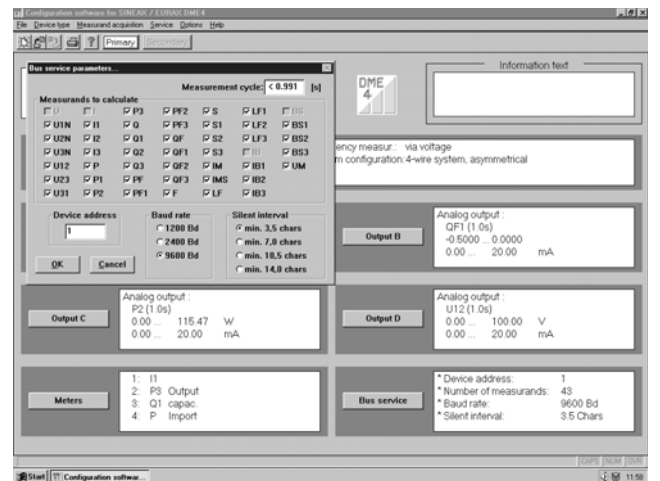 Configuration software for SINEAX / EURAX DME4
File Device type Measurand acquisition Service Options Help
Primary Secondary
Bus service parameters...
Measurement cycle: < 0.991 [s]
Measurands to calculate
U I P3 PF2 S LF1 BS
U1N I1 Q PF3 S1 LF2 BS1
U2N I2 Q1 QF S2 LF3 BS2
U3N I3 Q2 QF1 S3 IB BS3
U12 P Q3 QF2 IM IB1 UM
U23 P1 PF QF3 IMS IB2
U31 P2 PF1 F LF IB3
Device address
1
Baud rate
1200 Bd
2400 Bd
9600 Bd
Silent interval
min. 3,5 chars
min. 7,0 chars
min. 10,5 chars
min. 14,0 chars
OK Cancel
DME
4
Information text
ency measur.: via voltage
m configuration: 4-wire system, asymmetrical
Output B
Analog output :
QF1 (1.0s)
-0.5000 ... 0.0000
0.00 ... 20.00 mA
Output C
Analog output :
P2 (1.0s)
0.00 ... 115.47 W
0.00 ... 20.00 mA
Output D
Analog output :
U12 (1.0s)
0.00 ... 100.00 V
0.00 ... 20.00 mA
Meters
1: I1
2: P3 Output
3: Q1 capac.
4: P Import
Bus service
* Device address: 1
* Number of measurands: 43
* Baud rate: 9600 Bd
* Silent interval: 3.5 Chars
CAPS NUM OVR
Start Configuration softwar... 11:58